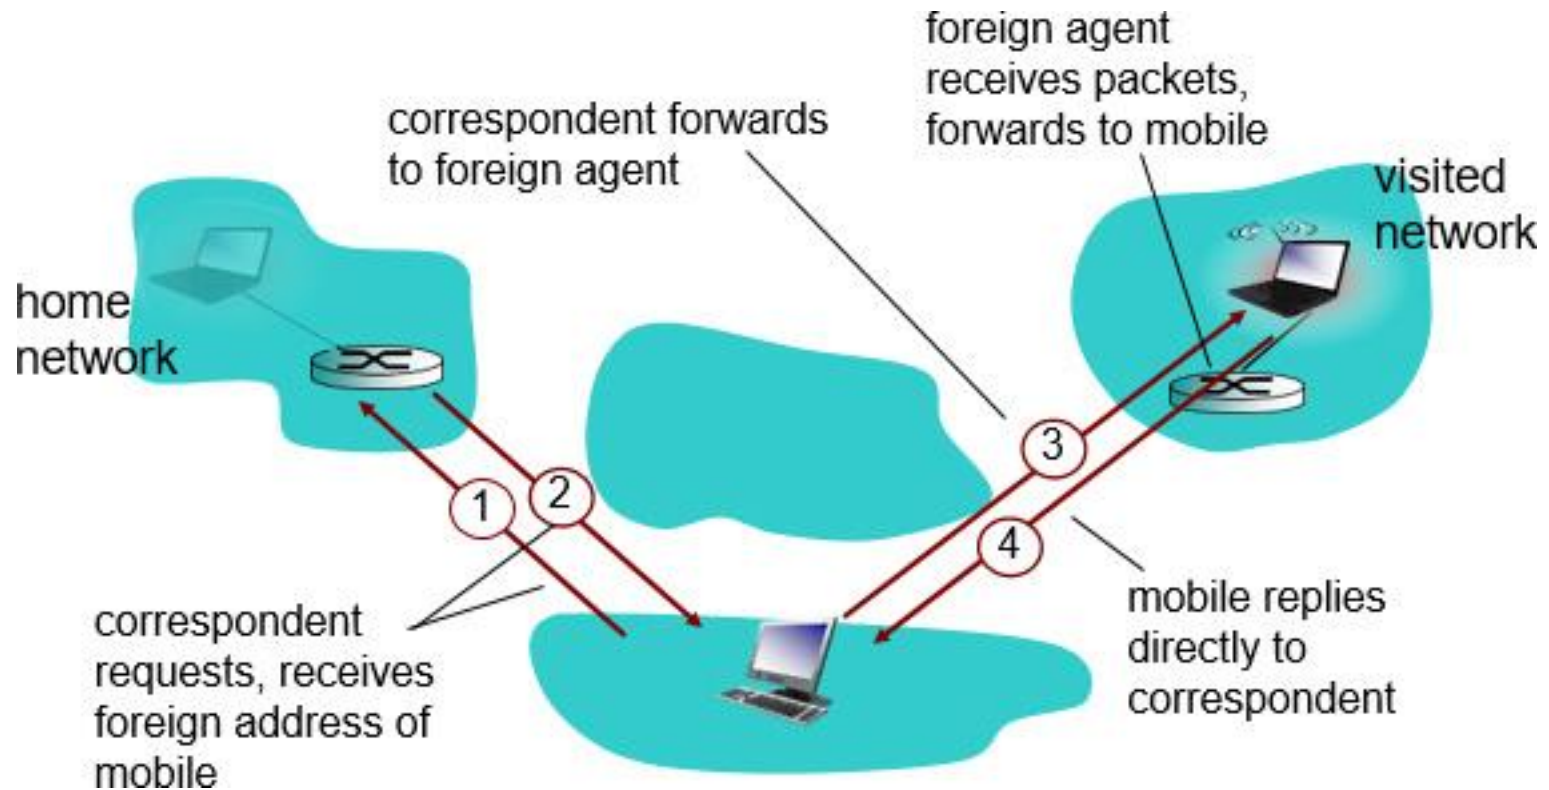 foreign agent
receives packets,
forwards to mobile
correspondent forwards
to foreign agent
visited
network
home
network
3
1
2
4
correspondent
requests, receives
foreign address of
mobile
mobile replies
directly to
correspondent